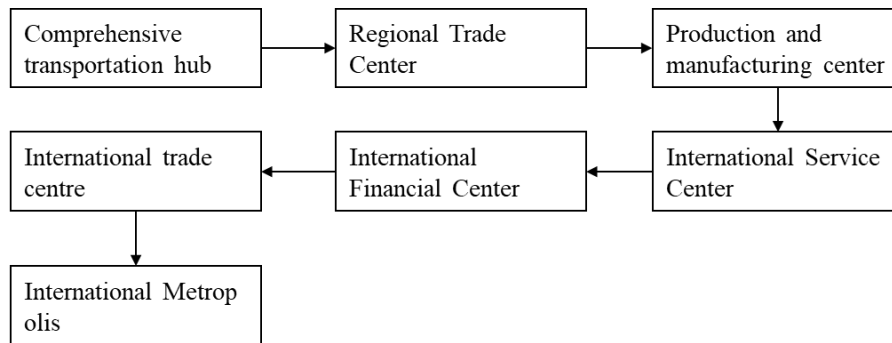 Comprehensive
transportation hub
Regional Trade
Center
Production and
manufacturing center
International trade
centre
International
Financial Center
International Service
Center
International Metrop
olis